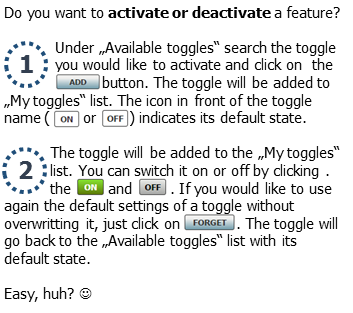 Do you want to activate or deactivate a feature?
1
Under „Available toggles“ search the toggle
you would like to activate and click on the
ADD button. The toggle will be added to
„My toggles“ list. The icon in front of the toggle
name ( ON or OFF ) indicates its default state.
2
The toggle will be added to the „My toggles“
list. You can switch it on or off by clicking .
the ON and OFF . If you would like to use
again the default settings of a toggle without
overwritting it, just click on FORGET . The toggle will
go back to the „Available toggles“ list with its
default state.
Easy, huh? ☺